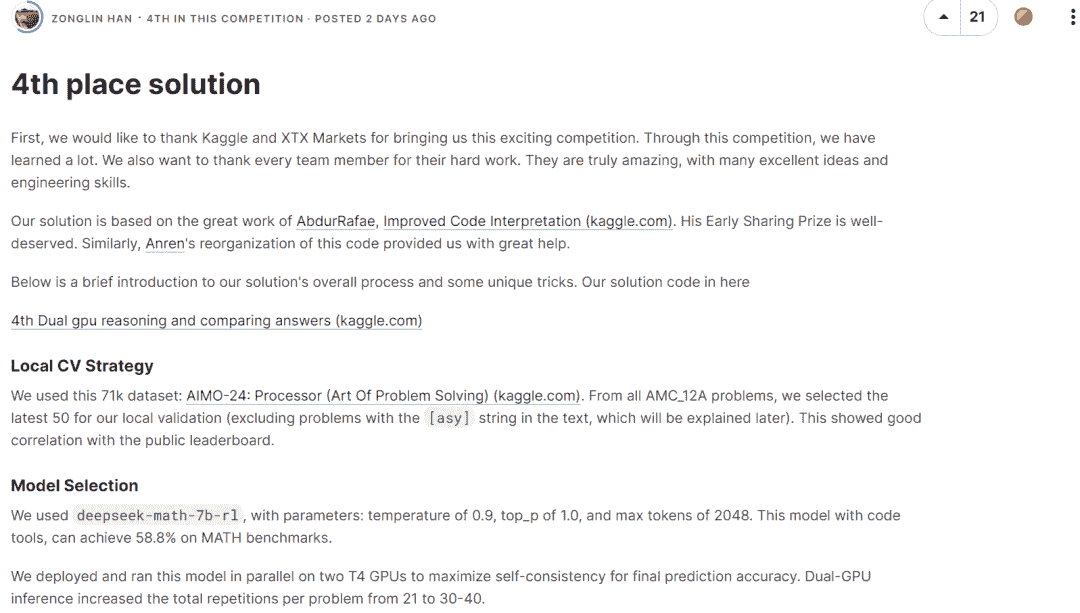 ZONGLIN HAN · 4TH IN THIS COMPETITION · POSTED 2 DAYS AGO
21
4th place solution
First, we would like to thank Kaggle and XTX Markets for bringing us this exciting competition. Through this competition, we have
learned a lot. We also want to thank every team member for their hard work. They are truly amazing, with many excellent ideas and
engineering skills.
Our solution is based on the great work of AbdurRafae, Improved Code Interpretation (kaggle.com). His Early Sharing Prize is well-
deserved. Similarly, Anren's reorganization of this code provided us with great help.
Below is a brief introduction to our solution's overall process and some unique tricks. Our solution code in here
4th Dual gpu reasoning and comparing answers (kaggle.com)
Local CV Strategy
We used this 71k dataset: AIMO-24: Processor (Art Of Problem Solving) (kaggle.com). From all AMC_12A problems, we selected the
latest 50 for our local validation (excluding problems with the [asy] string in the text, which will be explained later). This showed good
correlation with the public leaderboard.
Model Selection
We used deepseek-math-7b-rl, with parameters: temperature of 0.9, top_p of 1.0, and max tokens of 2048. This model with code
tools, can achieve 58.8% on MATH benchmarks.
We deployed and ran this model in parallel on two T4 GPUs to maximize self-consistency for final prediction accuracy. Dual-GPU
inference increased the total repetitions per problem from 21 to 30-40.